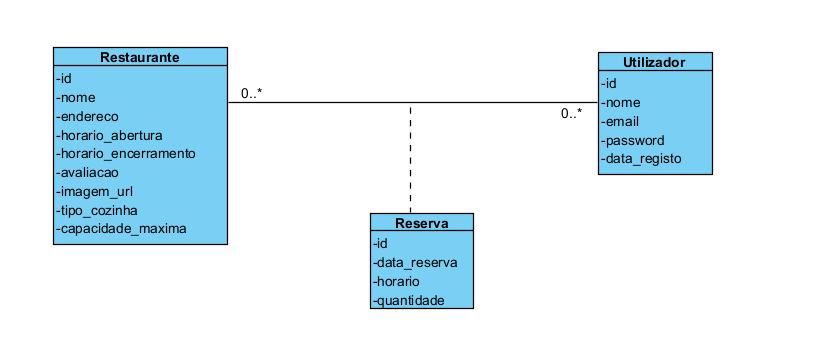 Restaurante
-id
-nome
-endereco
-horario_abertura
-horario_encerramento
-avaliacao
-imagem_url
-tipo_cozinha
-capacidade_maxima
0..*
0..*
Utilizador
-id
-nome
-email
-password
-data_registo
Reserva
-id
-data_reserva
-horario
-quantidade